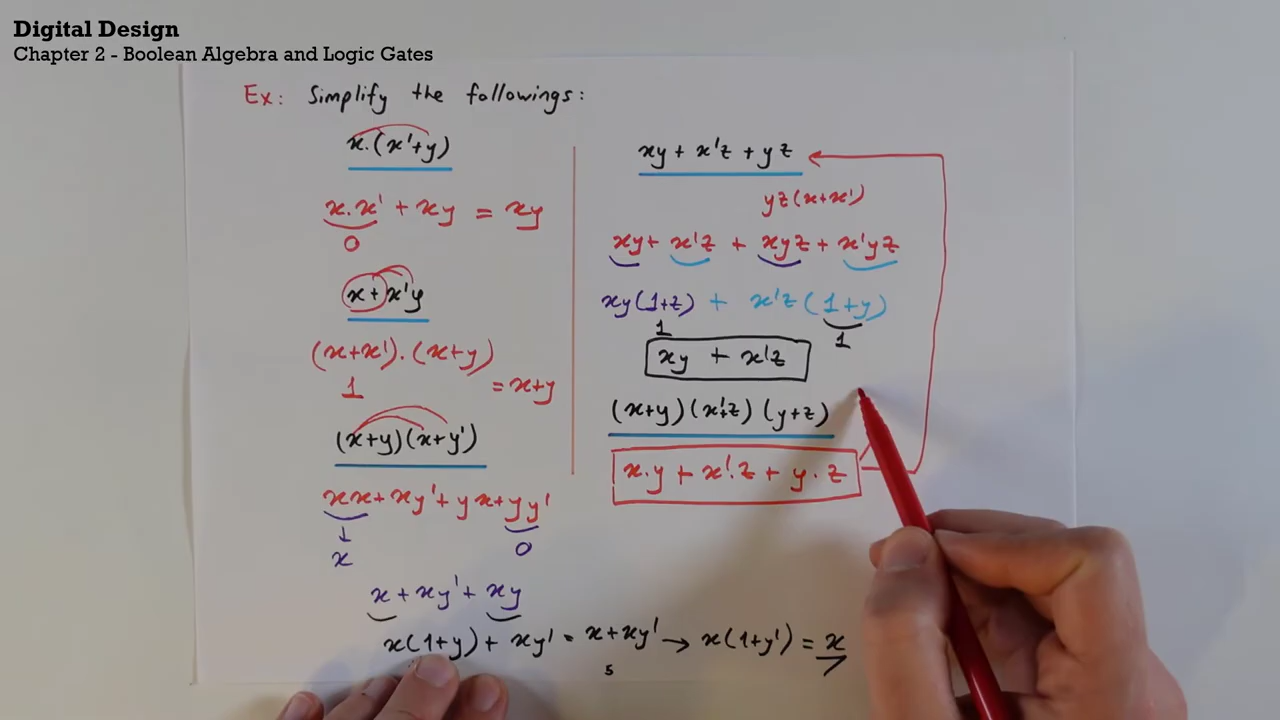 Digital Design
Chapter 2 - Boolean Algebra and Logic Gates
Ex: Simplify the followings:
x.(x'+y)
x.x' + xy = xy
0
x+x'y
(x+x').(x+y)
1
= x+y
(x+y)(x+y')
xx+xy'+yx+yy'
↓
x
0
x+xy'+xy
x(1+y)+ xy' = x+xy' → x(1+y') = x
5
xy + x'z + yz
yz(x+x')
xy+ x'z + xyz+x'yz
xy(1+z) + x'z(1+y)
1
1
xy + x'z
(x+y)(x'+z)(y+z)
x.y + x'.z + y.z